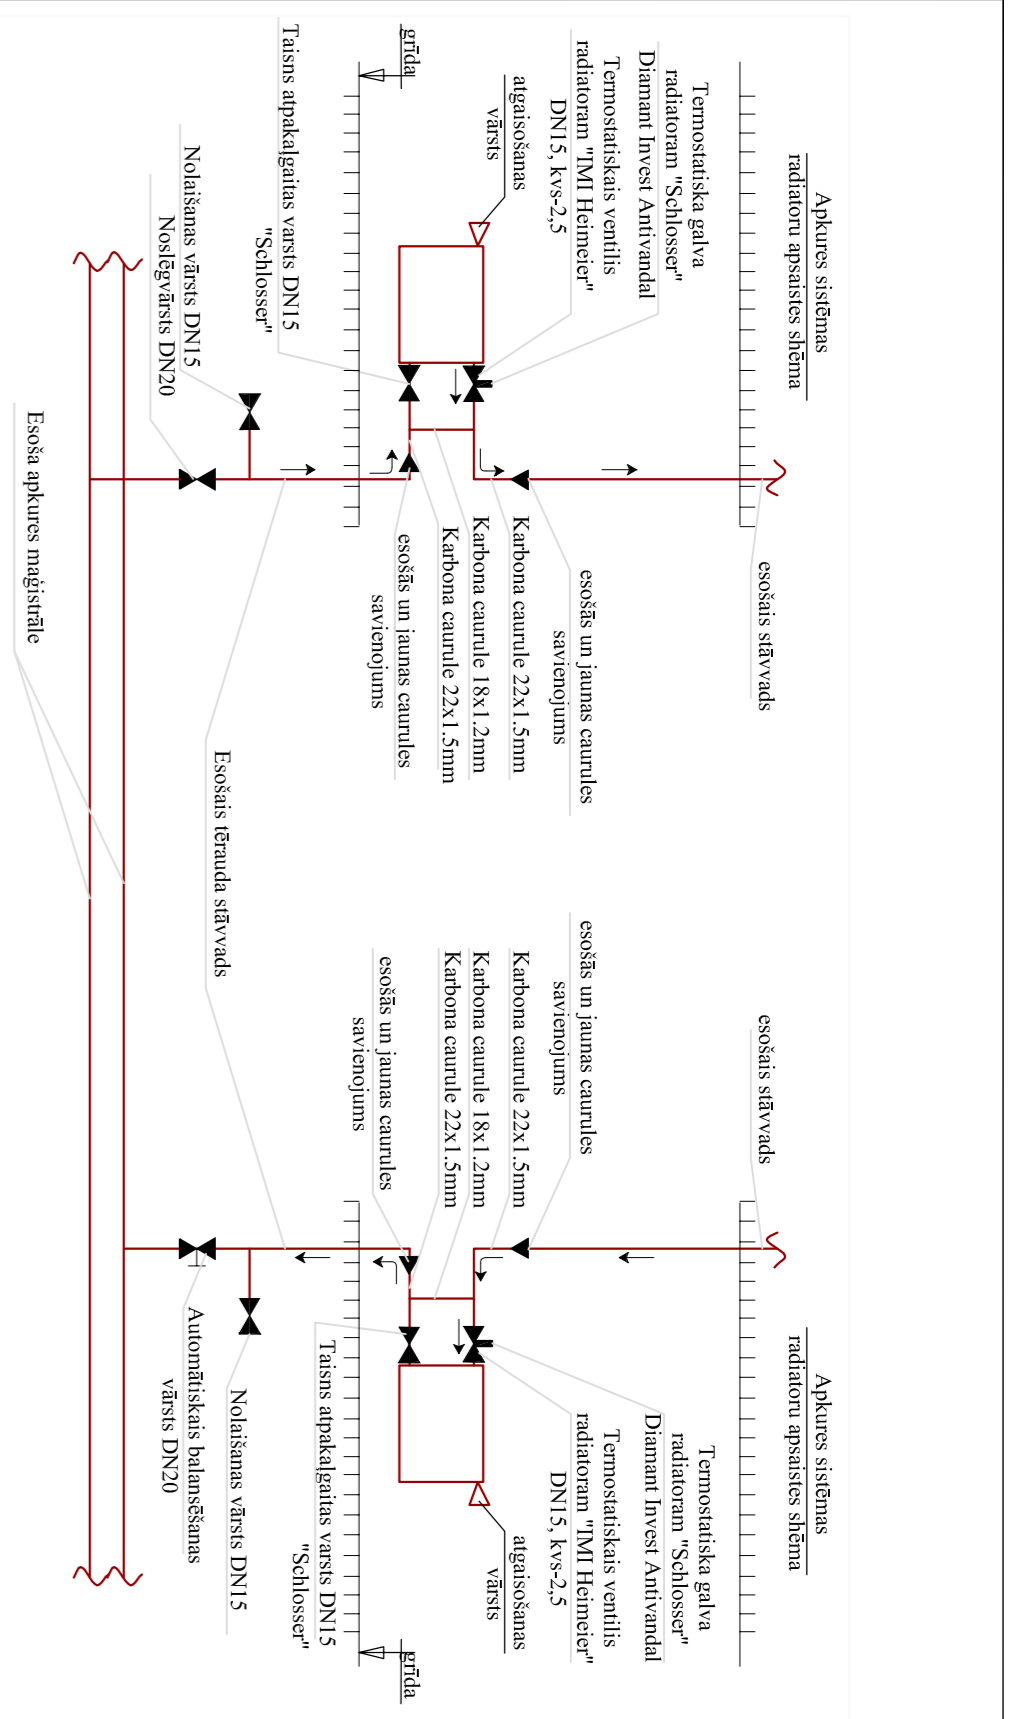 Apkures sistēmas
radiatoru apsaistes shēma
Termostatiska galva
radiatoram "Schlosser"
Diamant Invest Antivandal
Termostatiskais ventilis
radiatoram "IMI Heimeier"
DN15, kvs-2,5
atgaisošanas
vārsts
grīda
Taisns atpakaļgaitas varsts DN15
"Schlosser"
Nolaišanas vārsts DN15
Noslēgvārsts DN20
Esoša apkures maģistrāle
esošais stāvvads
esošās un jaunas caurules
savienojums
Karbona caurule 22x1.5mm
Karbona caurule 18x1.2mm
Karbona caurule 22x1.5mm
esošās un jaunas caurules
savienojums
Esošais tērauda stāvvads
esošais stāvvads
esošās un jaunas caurules
savienojums
Karbona caurule 22x1.5mm
Karbona caurule 18x1.2mm
Karbona caurule 22x1.5mm
esošās un jaunas caurules
savienojums
Apkures sistēmas
radiatoru apsaistes shēma
Termostatiska galva
radiatoram "Schlosser"
Diamant Invest Antivandal
Termostatiskais ventilis
radiatoram "IMI Heimeier"
DN15, kvs-2,5
atgaisošanas
vārsts
grīda
Taisns atpakaļgaitas varsts DN15
"Schlosser"
Nolaišanas vārsts DN15
Automātiskais balansēšanas
vārsts DN20